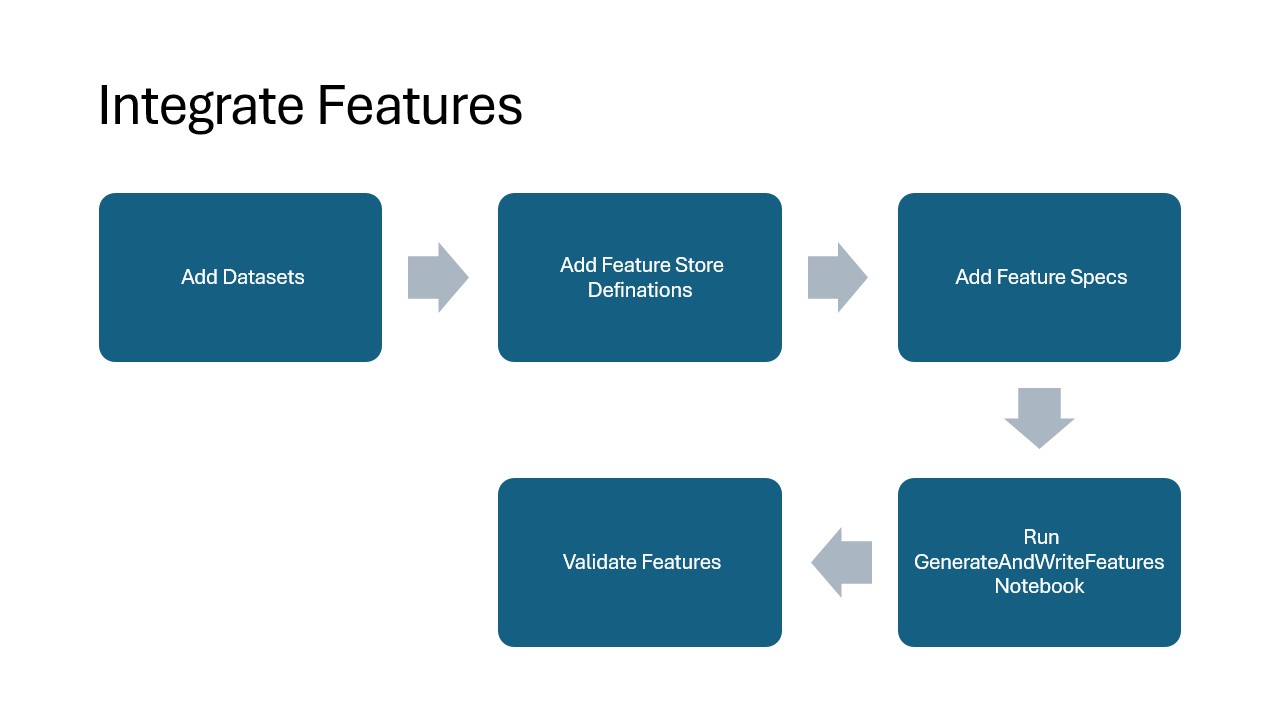 Integrate Features
Add Datasets
Add Feature Store
Definations
Add Feature Specs
Run
GenerateAndWriteFeatures
Notebook
Validate Features